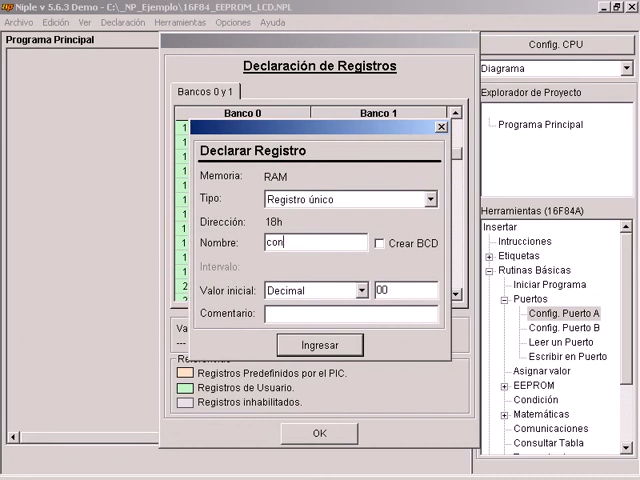 Niple v 5.6.3 Demo - C:\_NP_Ejemplo\16F84_EEPROM_LCD.NPL
Archivo Edición Ver Declaración Herramientas Opciones Ayuda
Programa Principal
Declaración de Registros
Bancos 0 y 1
Banco 0 Banco 1
Declarar Registro
Memoria: RAM
Tipo: Registro único
Dirección: 18h
Nombre: con Crear BCD
Intervalo:
Valor inicial: Decimal 00
Comentario:
Ingresar
Registros Predefinidos por el PIC.
Registros de Usuario.
Registros inhabilitados.
OK
Config. CPU
Diagrama
Explorador de Proyecto
Programa Principal
Herramientas (16F84A)
Insertar
Intrucciones
Etiquetas
Rutinas Básicas
Iniciar Programa
Puertos
Config. Puerto A
Config. Puerto B
Leer un Puerto
Escribir en Puerto
Asignar valor
EEPROM
Condición
Matemáticas
Comunicaciones
Consultar Tabla